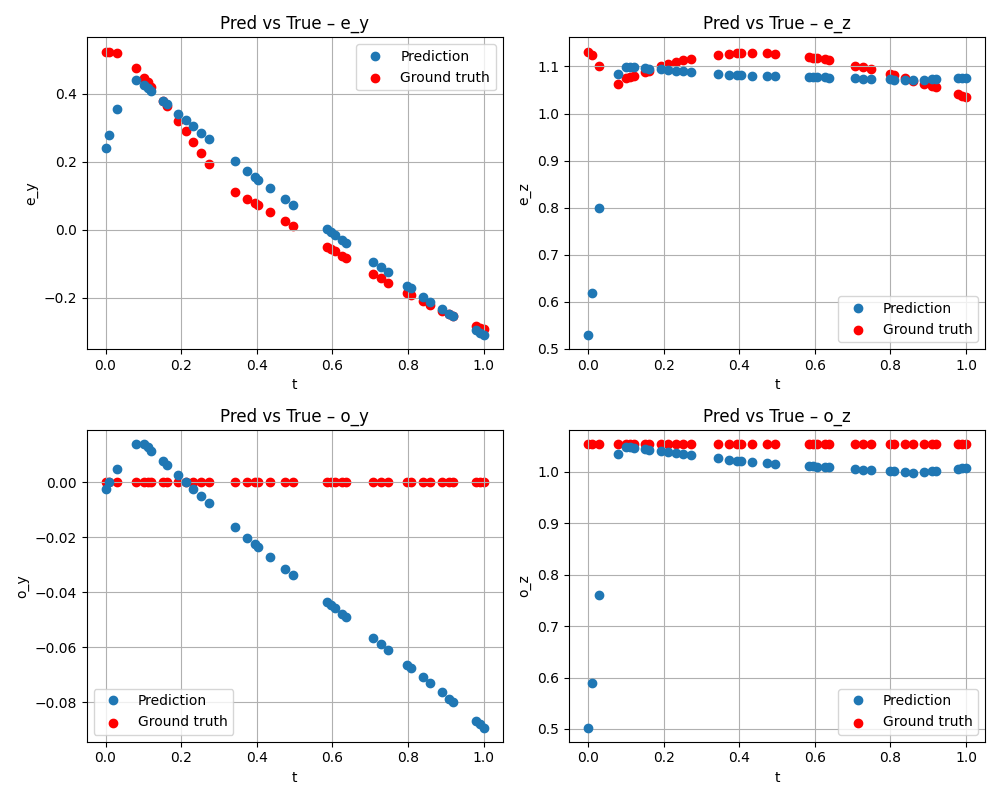 Pred vs True – e_y
e_y
0.4
0.2
0.0
−0.2
0.0 0.2 0.4 0.6 0.8 1.0
t
Prediction
Ground truth
Pred vs True – e_z
e_z
1.1
1.0
0.9
0.8
0.7
0.6
0.5
0.0 0.2 0.4 0.6 0.8 1.0
t
Prediction
Ground truth
Pred vs True – o_y
o_y
0.00
−0.02
−0.04
−0.06
−0.08
0.0 0.2 0.4 0.6 0.8 1.0
t
Prediction
Ground truth
Pred vs True – o_z
o_z
1.0
0.9
0.8
0.7
0.6
0.5
0.0 0.2 0.4 0.6 0.8 1.0
t
Prediction
Ground truth